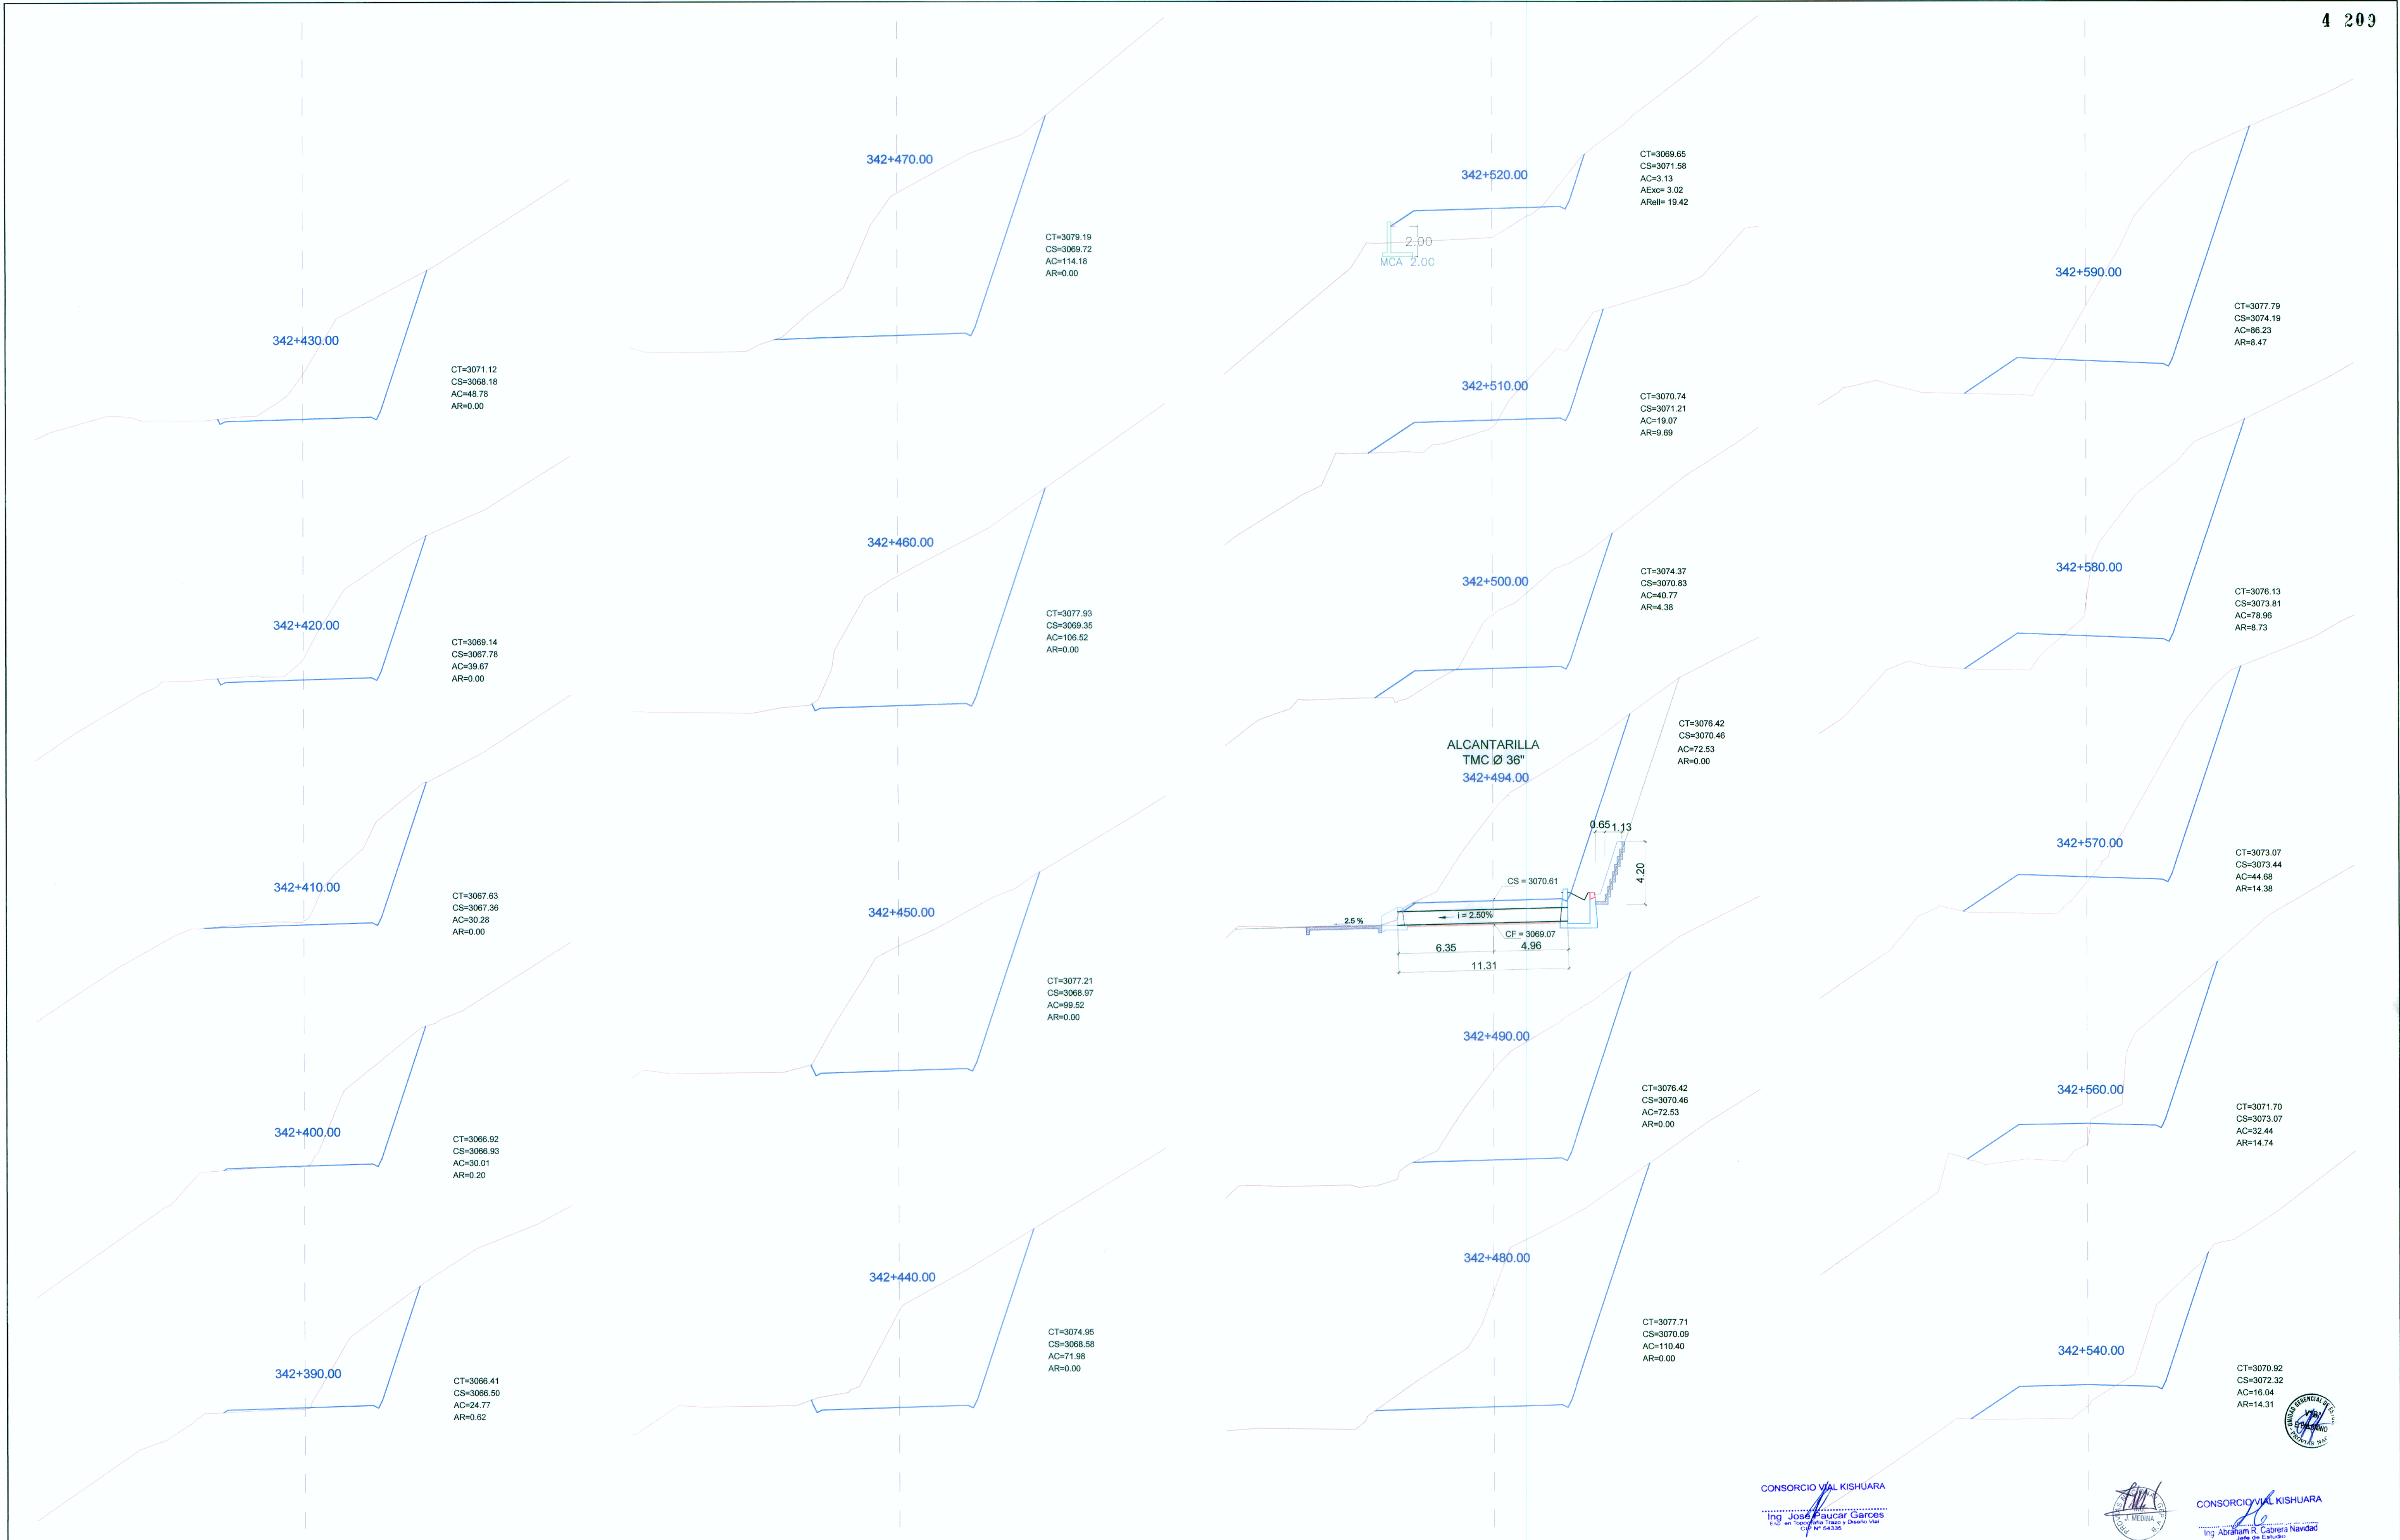 4 209
342+430.00
CT=3071.12
CS=3068.18
AC=48.78
AR=0.00
342+420.00
CT=3069.14
CS=3067.78
AC=39.67
AR=0.00
342+410.00
CT=3067.63
CS=3067.36
AC=30.28
AR=0.00
342+400.00
CT=3066.92
CS=3066.93
AC=30.01
AR=0.20
342+390.00
CT=3066.41
CS=3066.50
AC=24.77
AR=0.62
342+470.00
CT=3079.19
CS=3069.72
AC=114.18
AR=0.00
342+460.00
CT=3077.93
CS=3069.35
AC=106.52
AR=0.00
342+450.00
CT=3077.21
CS=3068.97
AC=99.52
AR=0.00
342+440.00
CT=3074.95
CS=3068.58
AC=71.98
AR=0.00
342+520.00
CT=3069.65
CS=3071.58
AC=3.13
AExc= 3.02
ARell= 19.42
2.00
MCA 2.00
342+510.00
CT=3070.74
CS=3071.21
AC=19.07
AR=9.69
342+500.00
CT=3074.37
CS=3070.83
AC=40.77
AR=4.38
ALCANTARILLA
TMC Ø 36"
342+494.00
CT=3076.42
CS=3070.46
AC=72.53
AR=0.00
0.65 1.13
4.20
CS = 3070.61
2.5 %
i = 2.50%
CF = 3069.07
6.35
4.96
11.31
342+490.00
CT=3076.42
CS=3070.46
AC=72.53
AR=0.00
342+480.00
CT=3077.71
CS=3070.09
AC=110.40
AR=0.00
342+590.00
CT=3077.79
CS=3074.19
AC=86.23
AR=8.47
342+580.00
CT=3076.13
CS=3073.81
AC=78.96
AR=8.73
342+570.00
CT=3073.07
CS=3073.44
AC=44.68
AR=14.38
342+560.00
CT=3071.70
CS=3073.07
AC=32.44
AR=14.74
342+540.00
CT=3070.92
CS=3072.32
AC=16.04
AR=14.31
UNIDAD GERENCIAL DE
PROVIAS NAC
CONSORCIO VIAL KISHUARA
Ing José Paucar Garces
Esp. en Topografía Trazo y Diseño Vial
CIP Nº 54335
J. MEDINA
CONSORCIO VIAL KISHUARA
Ing Abraham R. Cabrera Navidad
Jefe de Estudio